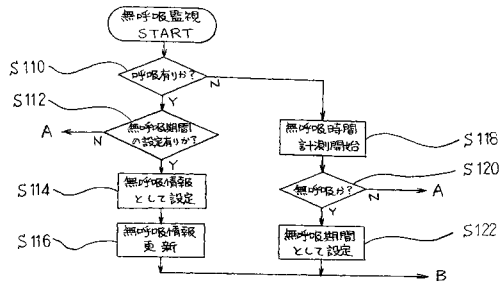 無呼吸監視
START
S110
呼吸有りか?
N
Y
S112
無呼吸期間
の設定有りか?
A
N
Y
S114
無呼吸情報
として設定
S116
無呼吸情報
更新
無呼吸時間
計測開始
S118
S120
無呼吸か?
N
A
Y
無呼吸期間
として設定
S122
B